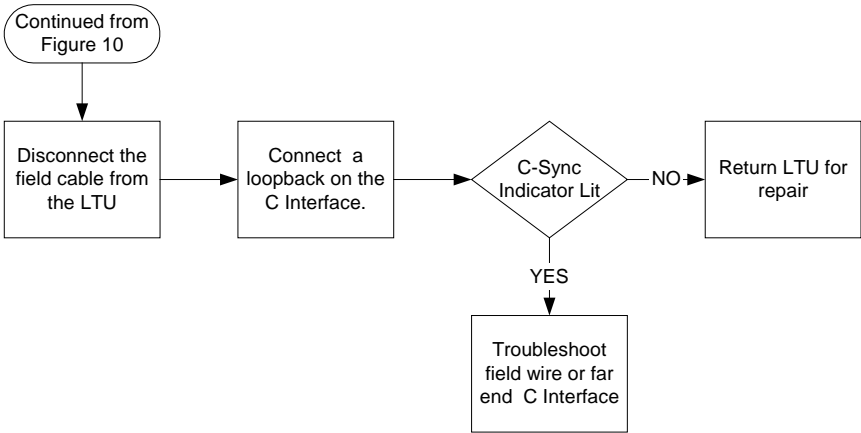 Continued from
Figure 10
Disconnect the
field cable from
the LTU
Connect a
loopback on the
C Interface.
C-Sync
Indicator Lit
NO
Return LTU for
repair
YES
Troubleshoot
field wire or far
end C Interface